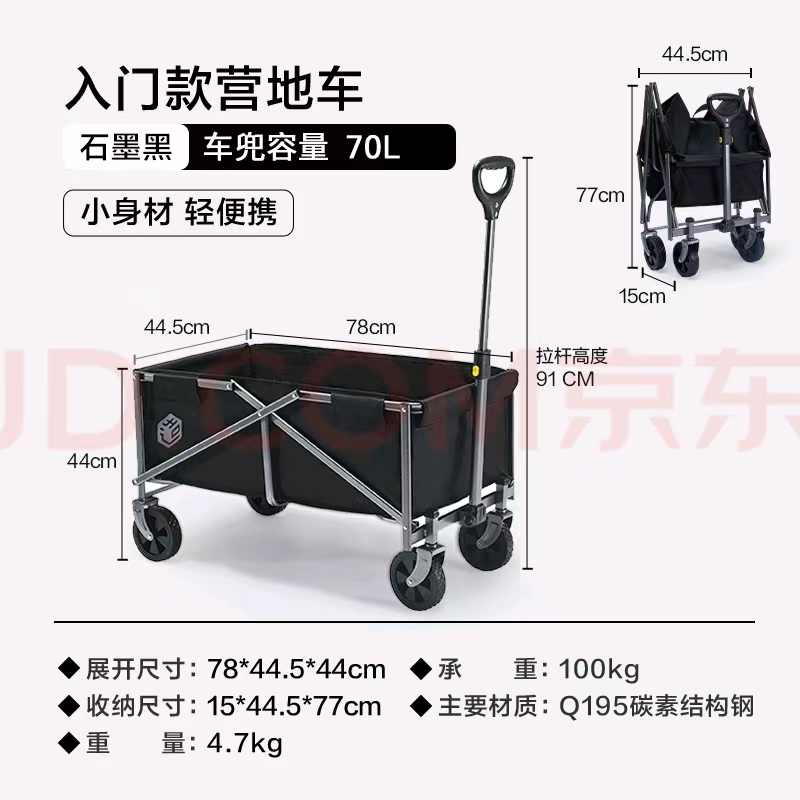 入门款营地车
石墨黑 车兜容量 70L
小身材 轻便携
44.5cm
77cm
15cm
44.5cm
78cm
拉杆高度
91 CM
44cm
JD.COM京东
◆展开尺寸：78*44.5*44cm
◆承 重：100kg
◆收纳尺寸：15*44.5*77cm
◆主要材质：Q195碳素结构钢
◆重 量：4.7kg